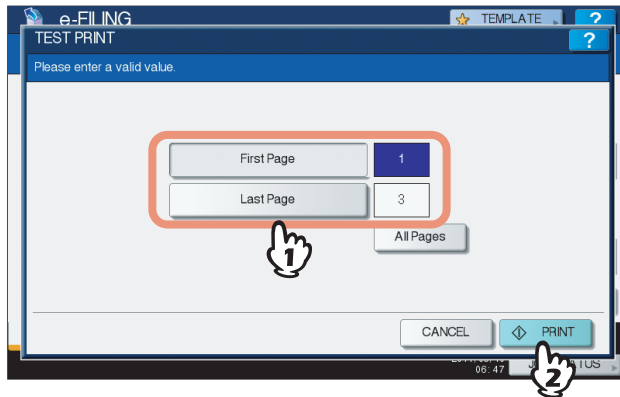 e-FILING
TEMPLATE
?
TEST PRINT
?
Please enter a valid value.
First Page
1
Last Page
3
1
All Pages
CANCEL
PRINT
2
06:47